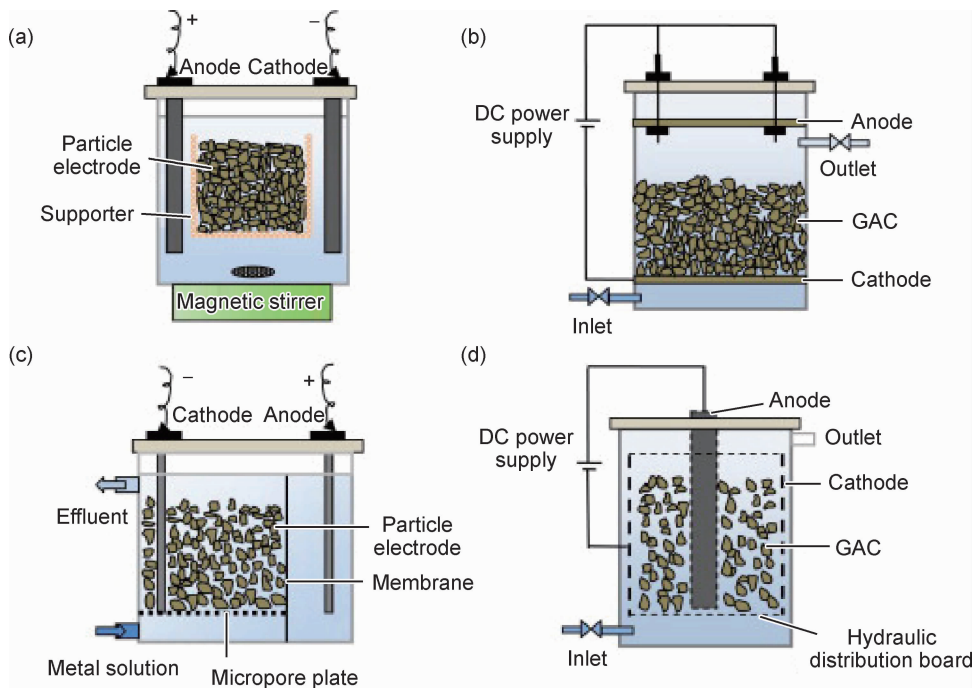 (a)
+
−
Anode Cathode
Particle
electrode
Supporter
Magnetic stirrer
(b)
DC power
supply
Anode
Outlet
GAC
Cathode
Inlet
(c)
−
+
Cathode Anode
Effluent
Particle
electrode
Membrane
Metal solution
Micropore plate
(d)
DC power
supply
Anode
Outlet
Cathode
GAC
Inlet
Hydraulic
distribution board